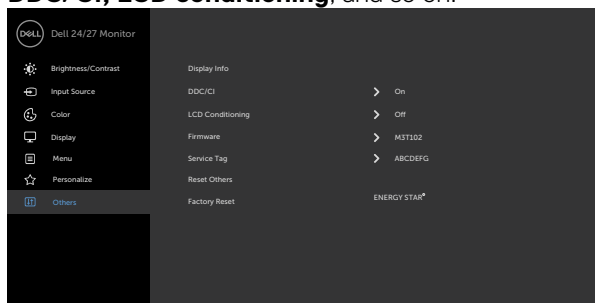 DDC/CI, LCD conditioning, and so on.
DELL Dell 24/27 Monitor
Brightness/Contrast Display Info
Input Source DDC/CI On
Color LCD Conditioning Off
Display Firmware M3T102
Menu Service Tag ABCDEFG
Personalize Reset Others
Others Factory Reset ENERGY STAR®